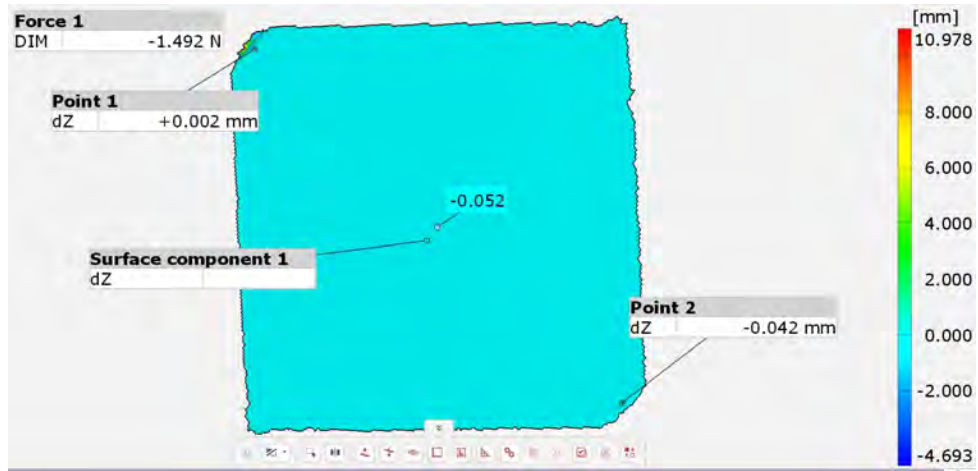 Force 1
DIM -1.492 N
Point 1
dZ +0.002 mm
-0.052
Surface component 1
dZ
Point 2
dZ -0.042 mm
[mm]
10.978
8.000
6.000
4.000
2.000
0.000
-2.000
-4.693